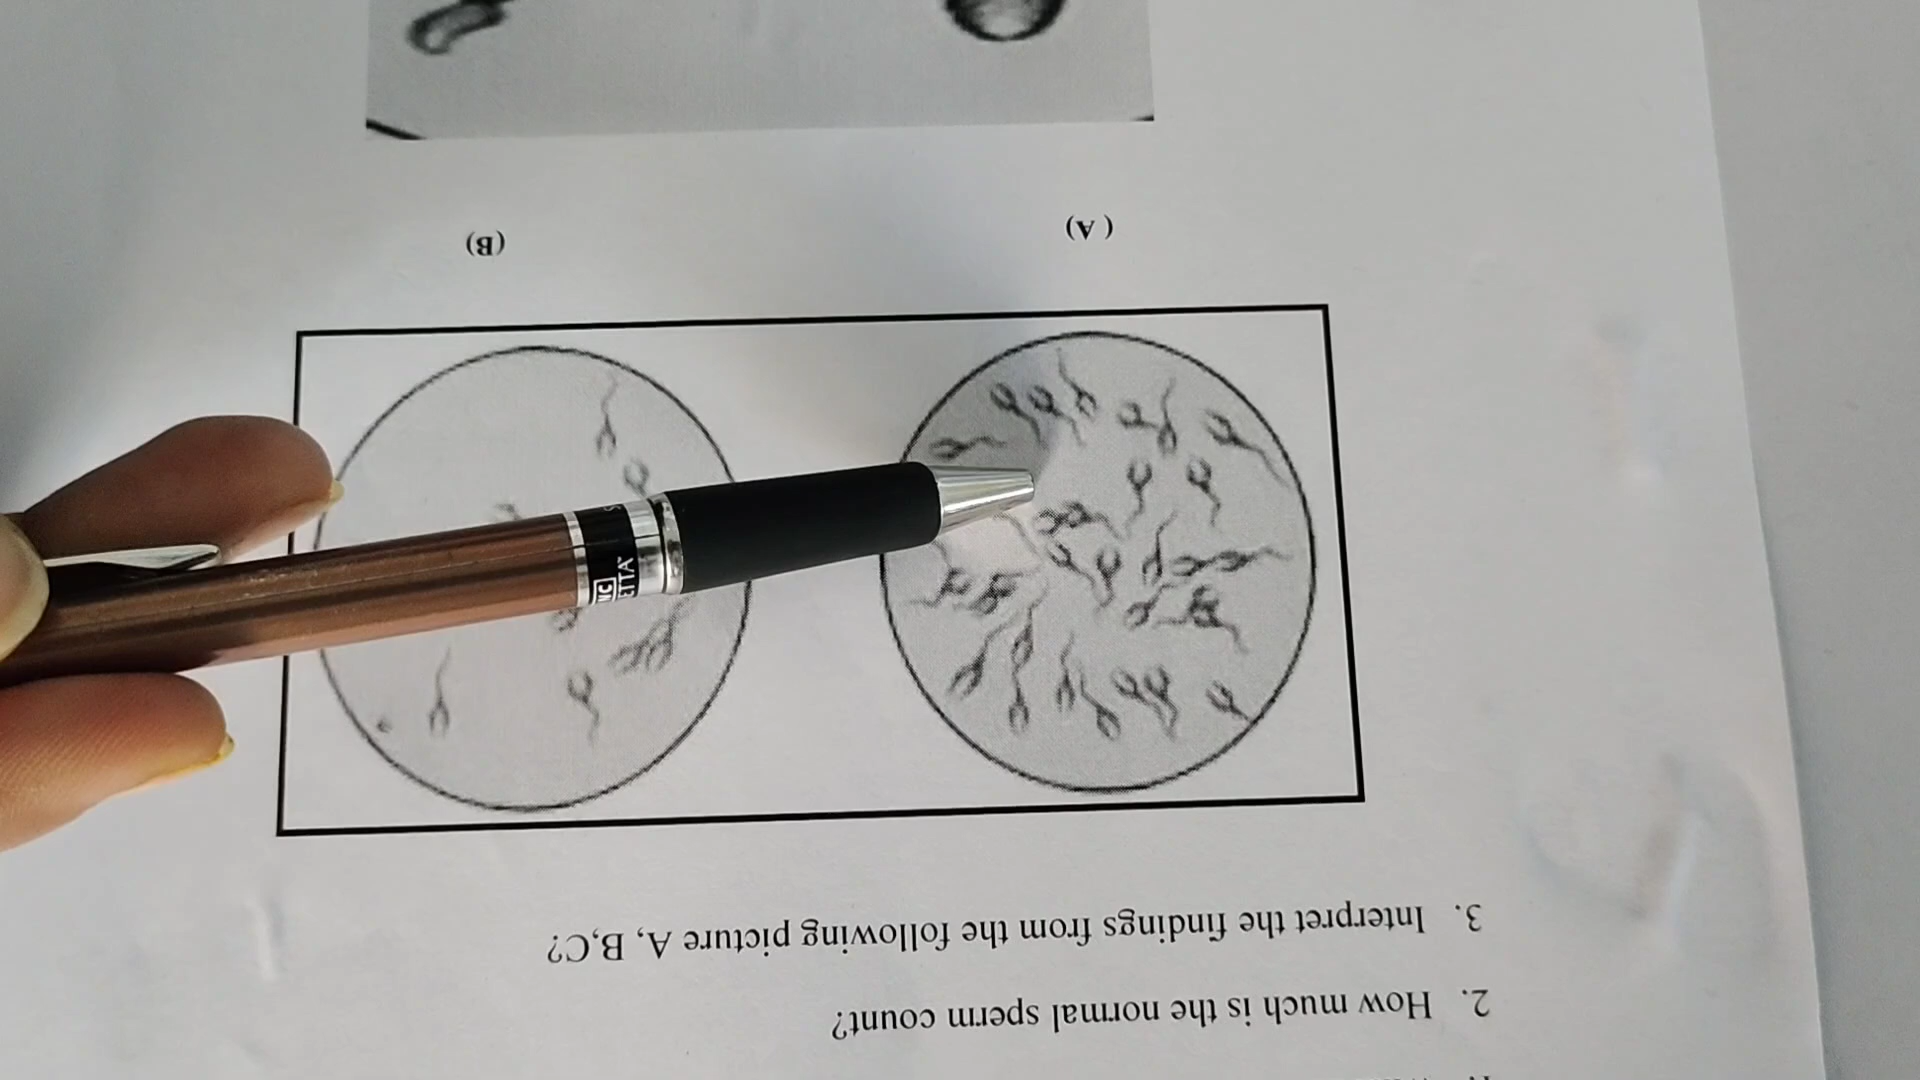 2. How much is the normal sperm count?
3. Interpret the findings from the following picture A, B,C?
( A)
(B)